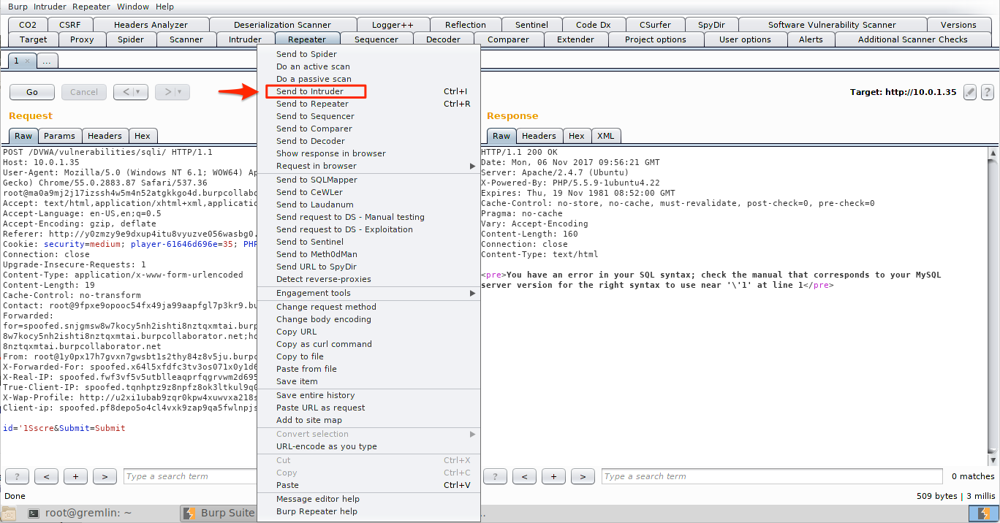 Burp Intruder Repeater Window Help
CO2 CSRF Headers Analyzer Deserialization Scanner Logger++ Reflection Sentinel Code Dx CSurfer SpyDir Software Vulnerability Scanner Versions
Target Proxy Spider Scanner Intruder Repeater Sequencer Decoder Comparer Extender Project options User options Alerts Additional Scanner Checks
1 × ...
Go Cancel < > Target: http://10.0.1.35 ?
Request
Raw Params Headers Hex
POST /DVWA/vulnerabilities/sqli/ HTTP/1.1
Host: 10.0.1.35
User-Agent: Mozilla/5.0 (Windows NT 6.1; WOW64) Ap
Gecko) Chrome/55.0.2883.87 Safari/537.36
root@ma0a9mj2j17izssh4w5m4n52atgkkgo4d.burpcollabo
Accept: text/html,application/xhtml+xml,applicatio
Accept-Language: en-US,en;q=0.5
Accept-Encoding: gzip, deflate
Referer: http://y0zmzy9e9dxup4itu8vyuzve056wasbg0.
Cookie: security=medium; player-61646d696e=35; PHP
Connection: close
Upgrade-Insecure-Requests: 1
Content-Type: application/x-www-form-urlencoded
Content-Length: 19
Cache-Control: no-transform
Contact: root@9fpxe9opooc54fx49ja99aapfgl7p3kr9.bu
Forwarded:
for=spoofed.snjgmsw8w7kocy5nh2ishti8nztqxmtai.burp
8w7kocy5nh2ishti8nztqxmtai.burpcollaborator.net;ho
8nztqxmtai.burpcollaborator.net
From: root@1y0px17h7gvxn7gwsbt1s2thy84z8v5ju.burpc
X-Forwarded-For: spoofed.x64l5xfdfc3tv3os071x0y1d6
X-Real-IP: spoofed.fwf3vf5v5utblleaqprfqgrvwm2d695
True-Client-IP: spoofed.tqnhptz9z8npfz8ok3ltkul9q0
X-Wap-Profile: http://u2xi1ubab9zqr0kpw4xuwvxa218s
Client-ip: spoofed.pf8depo5o4cl4vxk9zap9qa5fwlnpjs
id='1Sscre&Submit=Submit
? < + > Type a search term
Done
Send to Spider
Do an active scan
Do a passive scan
Send to Intruder Ctrl+I
Send to Repeater Ctrl+R
Send to Sequencer
Send to Comparer
Send to Decoder
Show response in browser
Request in browser
Send to SQLMapper
Send to CeWLer
Send to Laudanum
Send request to DS - Manual testing
Send request to DS - Exploitation
Send to Sentinel
Send to Meth0dMan
Send URL to SpyDir
Detect reverse-proxies
Engagement tools
Change request method
Change body encoding
Copy URL
Copy as curl command
Copy to file
Paste from file
Save item
Save entire history
Paste URL as request
Add to site map
Convert selection
URL-encode as you type
Cut Ctrl+X
Copy Ctrl+C
Paste Ctrl+V
Message editor help
Burp Repeater help
Response
Raw Headers Hex XML
HTTP/1.1 200 OK
Date: Mon, 06 Nov 2017 09:56:21 GMT
Server: Apache/2.4.7 (Ubuntu)
X-Powered-By: PHP/5.5.9-1ubuntu4.22
Expires: Thu, 19 Nov 1981 08:52:00 GMT
Cache-Control: no-store, no-cache, must-revalidate, post-check=0, pre-check=0
Pragma: no-cache
Vary: Accept-Encoding
Content-Length: 160
Connection: close
Content-Type: text/html
<pre>You have an error in your SQL syntax; check the manual that corresponds to your MySQL
server version for the right syntax to use near '\'1' at line 1</pre>
? < + > Type a search term 0 matches
509 bytes | 3 millis
root@gremlin: ~ Burp Suite ..